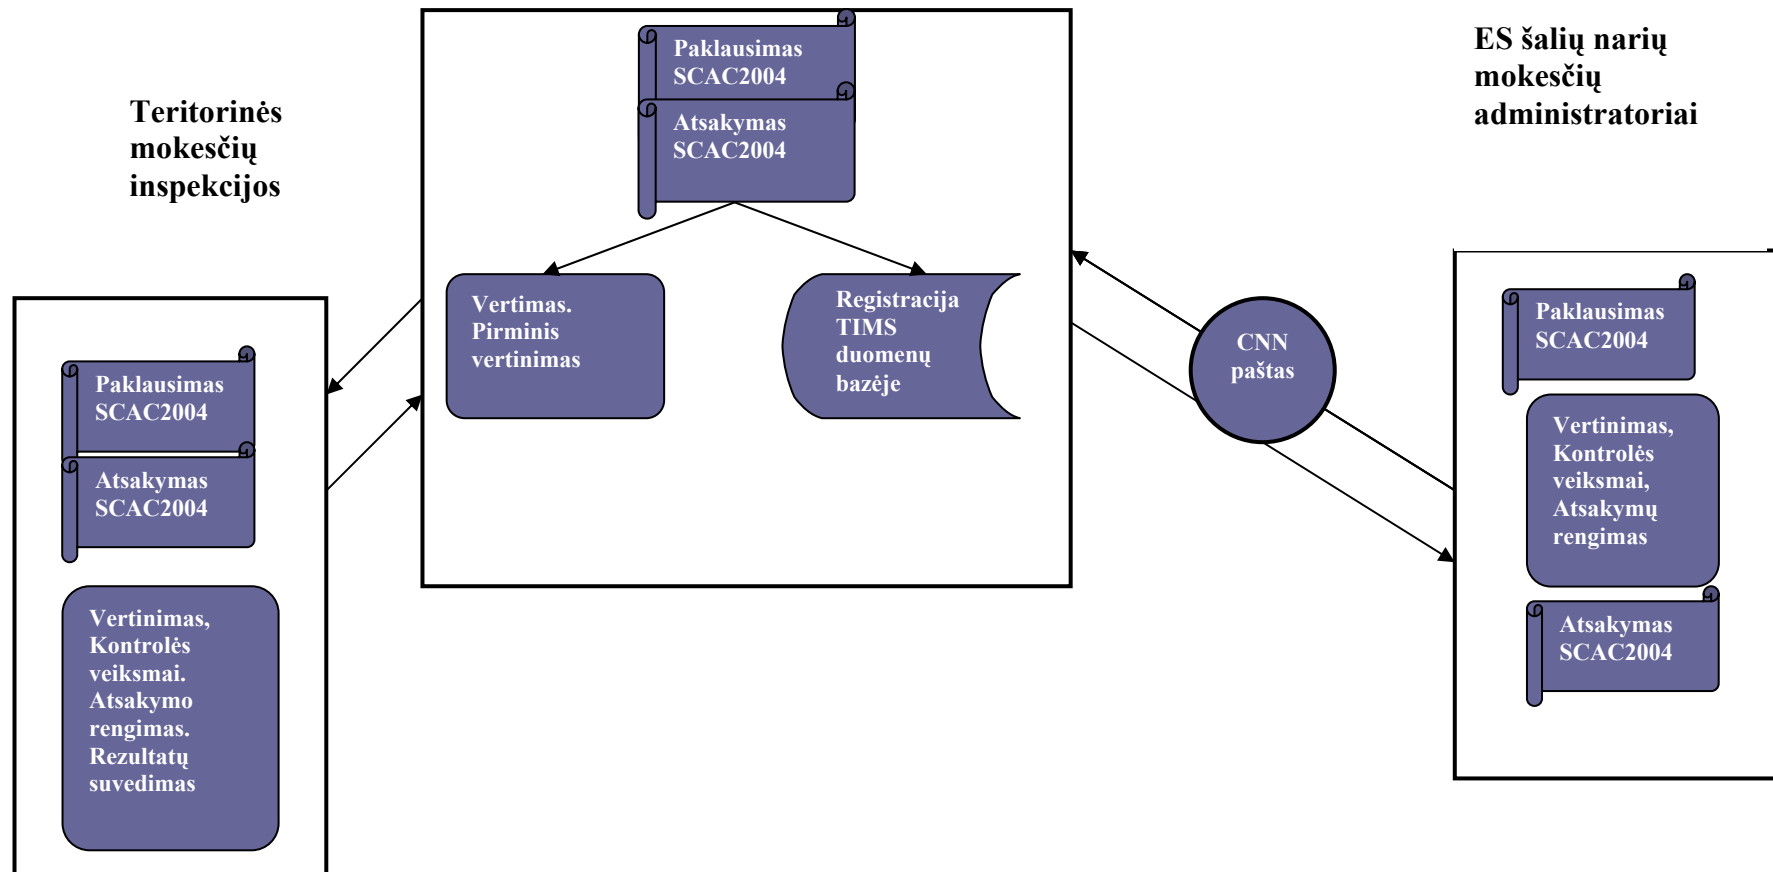 Teritorinės
mokesčių
inspekcijos
Paklausimas
SCAC2004
Atsakymas
SCAC2004
Vertinimas,
Kontrolės
veiksmai.
Atsakymo
rengimas.
Rezultatų
suvedimas
Paklausimas
SCAC2004
Atsakymas
SCAC2004
Vertimas.
Pirminis
vertinimas
Registracija
TIMS
duomenų
bazėje
CNN
paštas
ES šalių narių
mokesčių
administratoriai
Paklausimas
SCAC2004
Vertinimas,
Kontrolės
veiksmai,
Atsakymų
rengimas
Atsakymas
SCAC2004